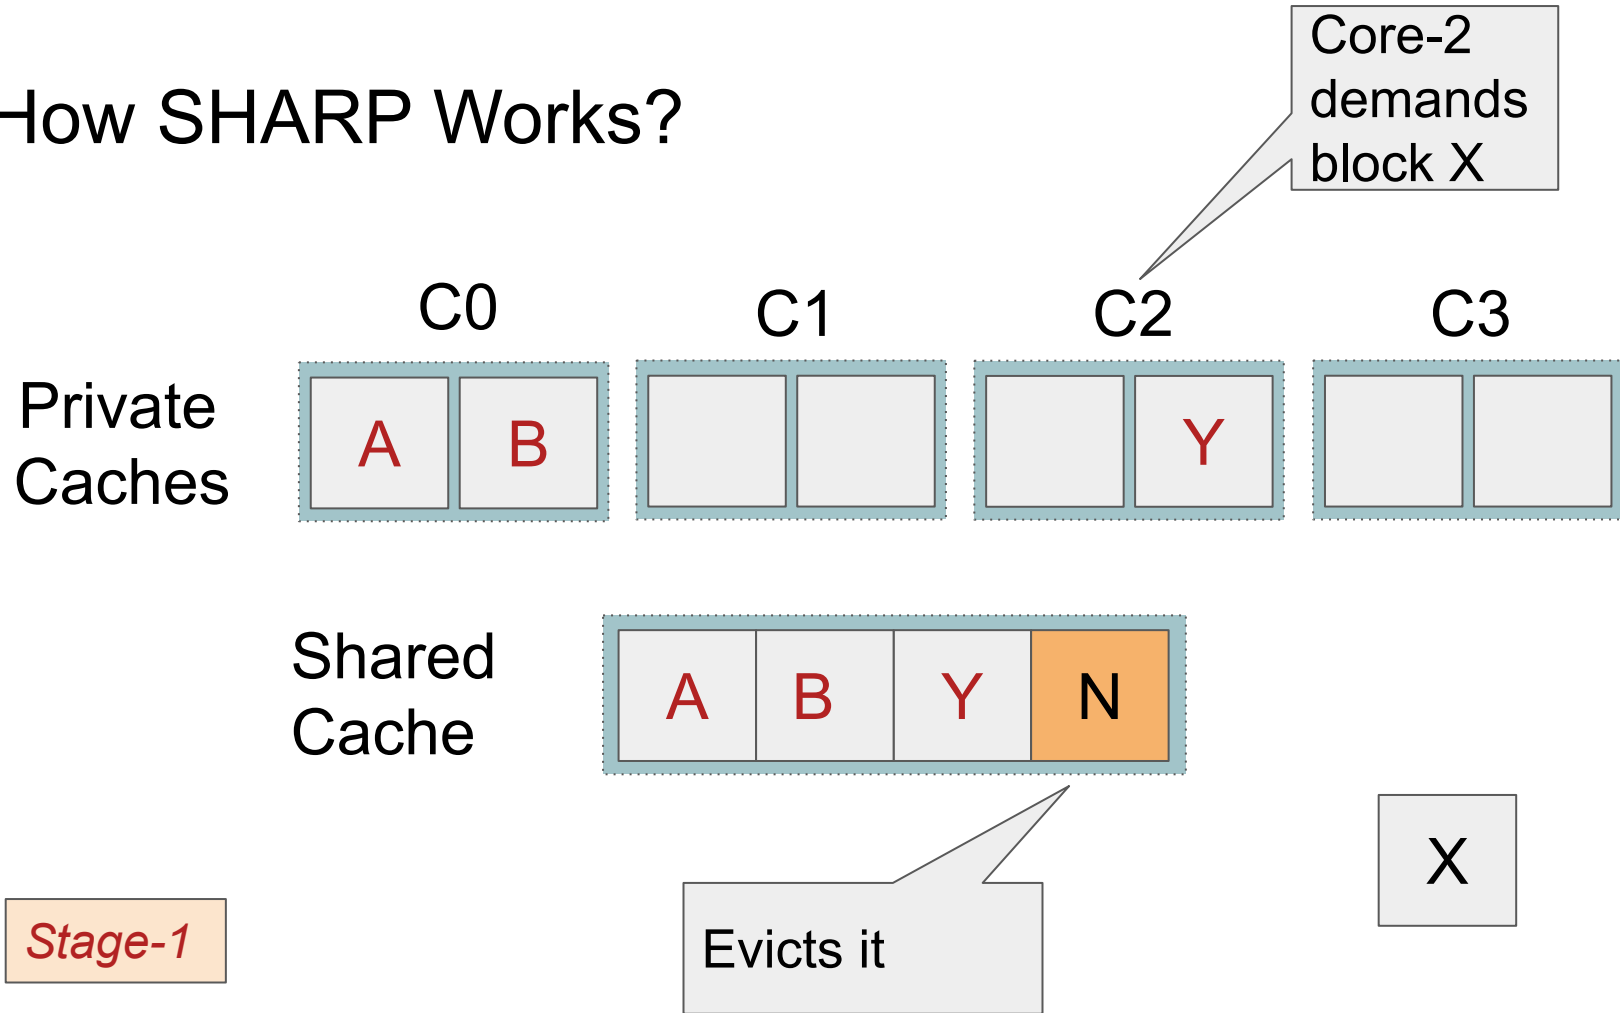 How SHARP Works?
Core-2
demands
block X
C0 C1 C2 C3
Private
Caches
A B Y
Shared
Cache
A B Y N
X
Evicts it
Stage-1